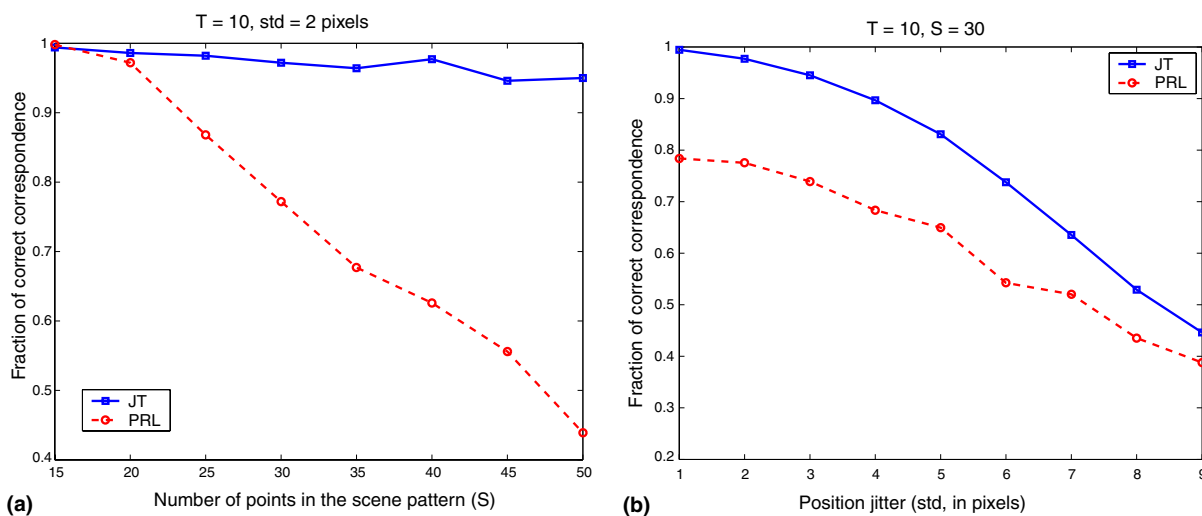 T = 10, std = 2 pixels
1
0.9
0.8
0.7
0.6
0.5
0.4
Fraction of correct correspondence
JT
PRL
15 20 25 30 35 40 45 50
Number of points in the scene pattern (S)
(a)
T = 10, S = 30
1
0.9
0.8
0.7
0.6
0.5
0.4
0.3
0.2
Fraction of correct correspondence
JT
PRL
1 2 3 4 5 6 7 8 9
Position jitter (std, in pixels)
(b)